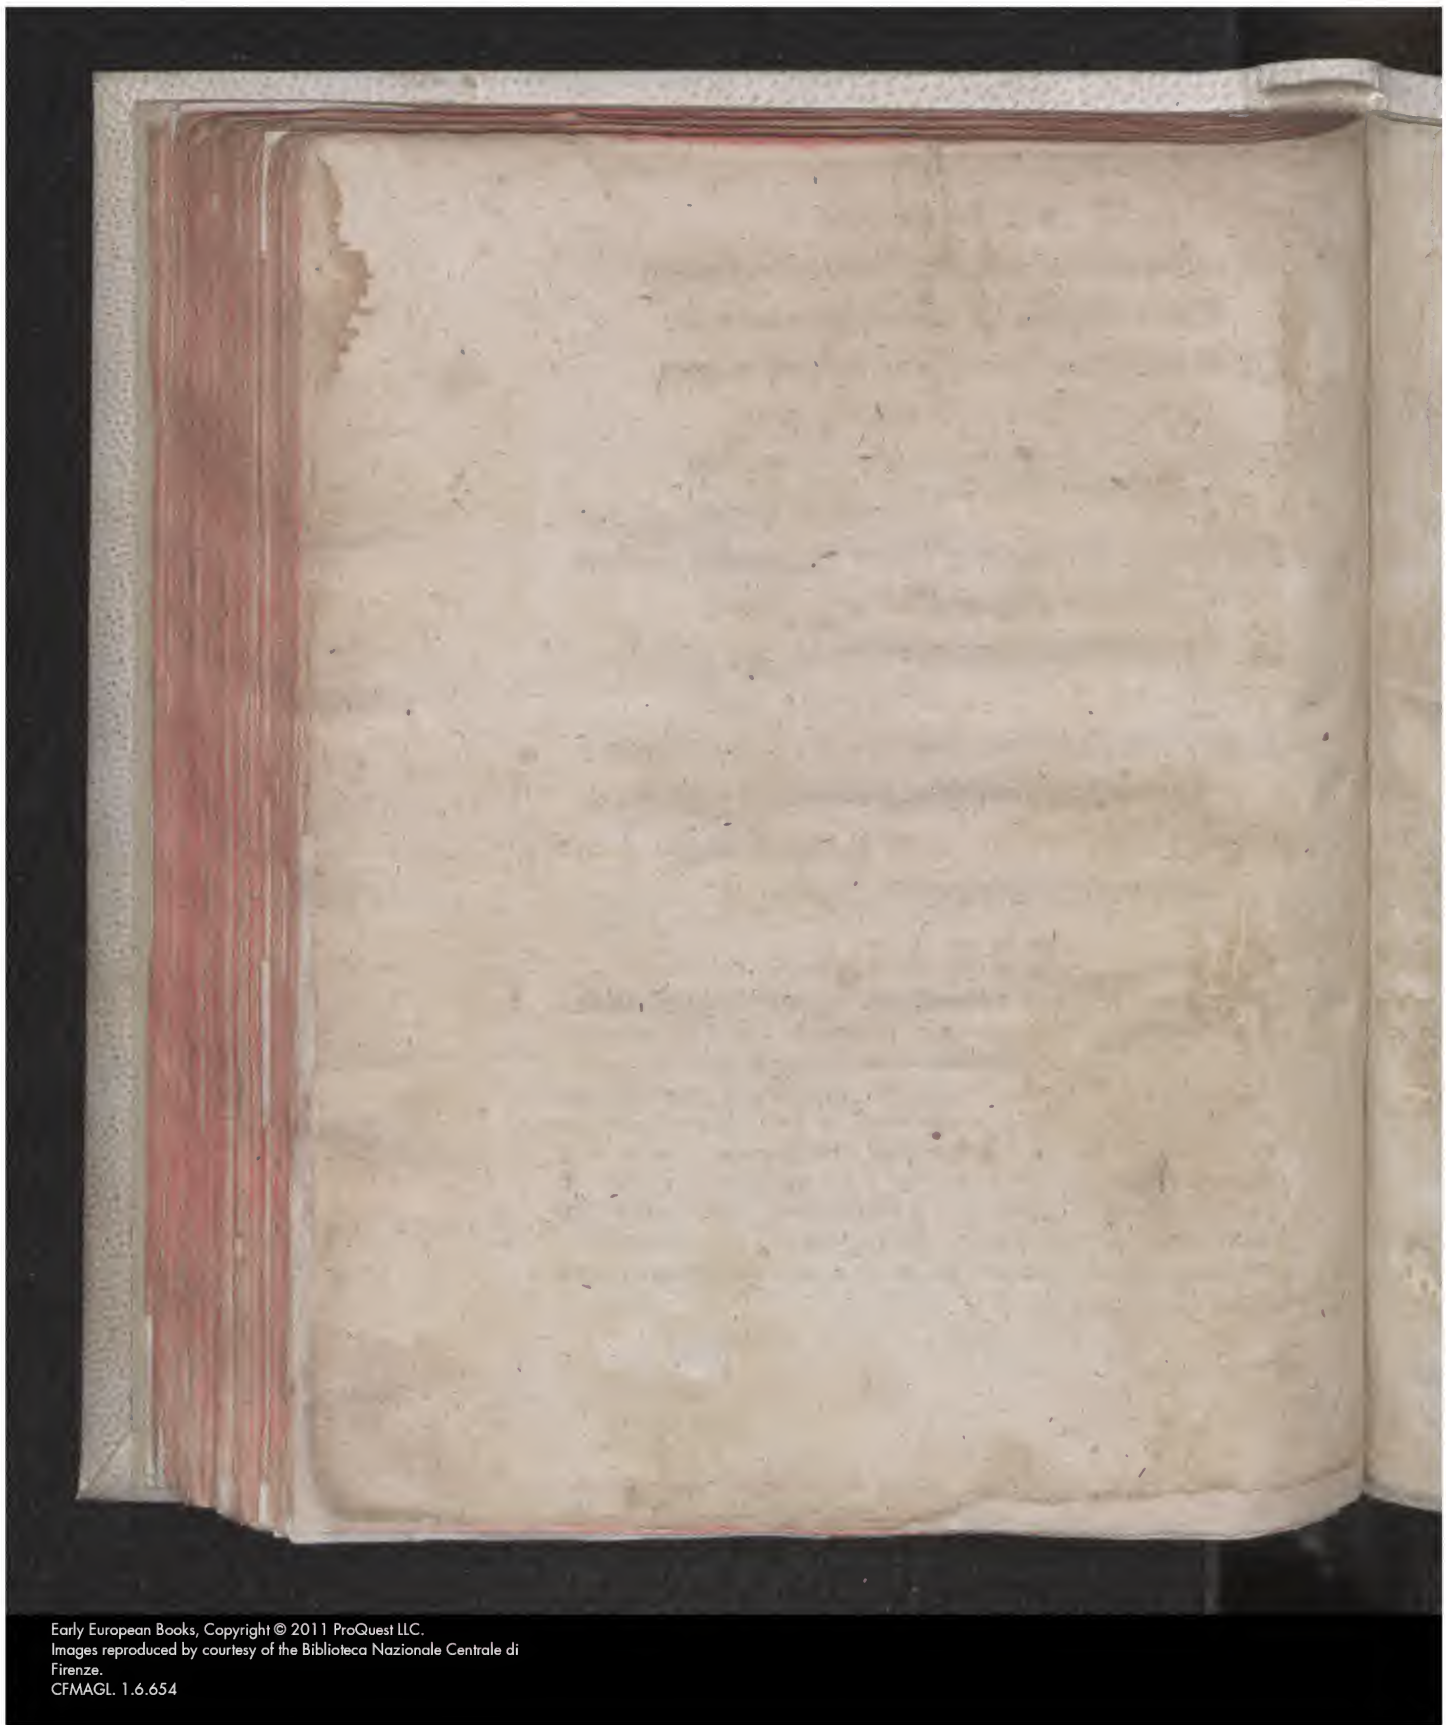 Early European Books, Copyright © 2011 ProQuest LLC.
Images reproduced by courtesy of the Biblioteca Nazionale Centrale di
Firenze.
CFMAGL. 1.6.654